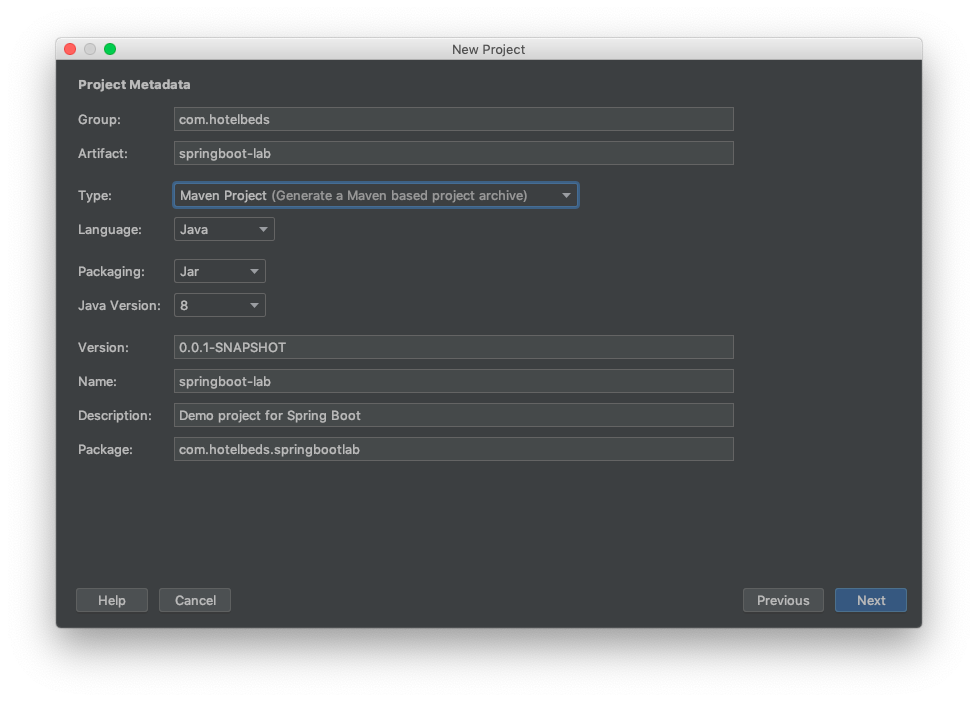 New Project
Project Metadata
Group: com.hotelbeds
Artifact: springboot-lab
Type: Maven Project (Generate a Maven based project archive)
Language: Java
Packaging: Jar
Java Version: 8
Version: 0.0.1-SNAPSHOT
Name: springboot-lab
Description: Demo project for Spring Boot
Package: com.hotelbeds.springbootlab
Help Cancel Previous Next